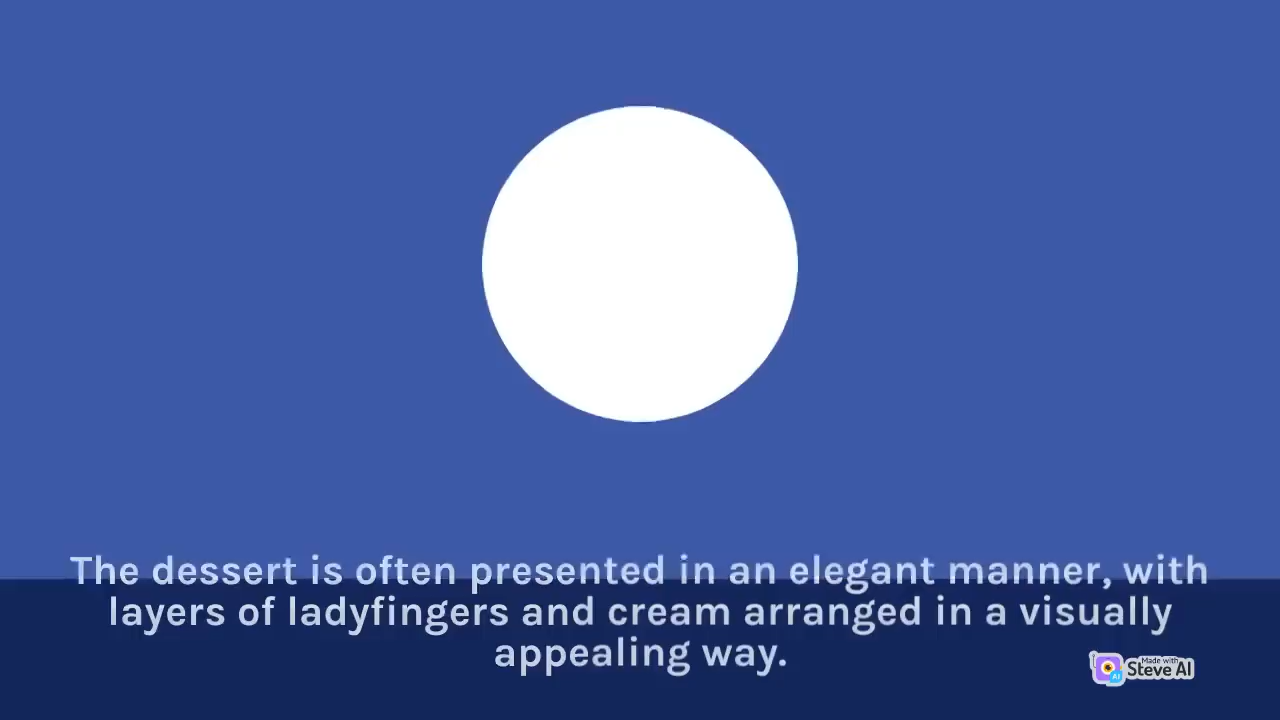 The dessert is often presented in an elegant manner, with
layers of ladyfingers and cream arranged in a visually
appealing way.
Made with
Steve AI
AI